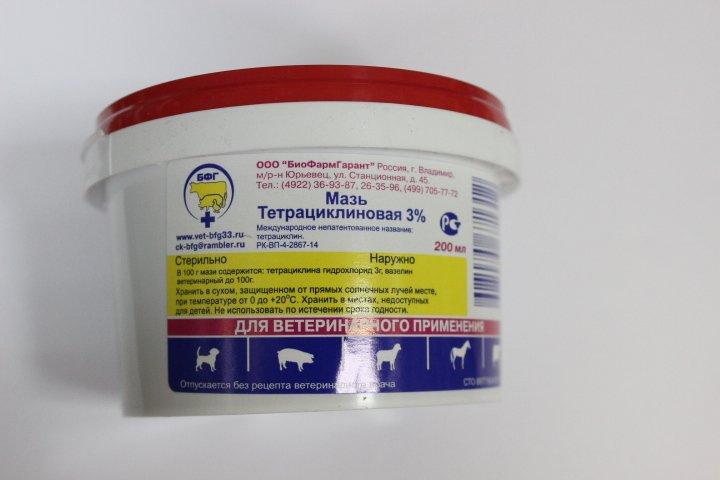 ООО "БиоФармГарант" Россия, г. Владимир,
м/р-н Юрьевец, ул. Станционная, д. 45.
Тел.: (4922) 36-93-87, 26-35-96, (499) 705-77-72
БФГ
Мазь
Тетрациклиновая 3%
www.vet-bfg33.ru
ck-bfg@rambler.ru
Международное непатентованное название:
тетрациклин.
РК-ВП-4-2867-14
РС
200 мл
Стерильно Наружно
В 100 г мази содержится: тетрациклина гидрохлорид 3г, вазелин
ветеринарный до 100г.
Хранить в сухом, защищенном от прямых солнечных лучей месте,
при температуре от 0 до +20°С. Хранить в местах, недоступных
для детей. Не использовать по истечении срока годности.
ДЛЯ ВЕТЕРИНАРНОГО ПРИМЕНЕНИЯ
Отпускается без рецепта ветеринарного врача
СТО